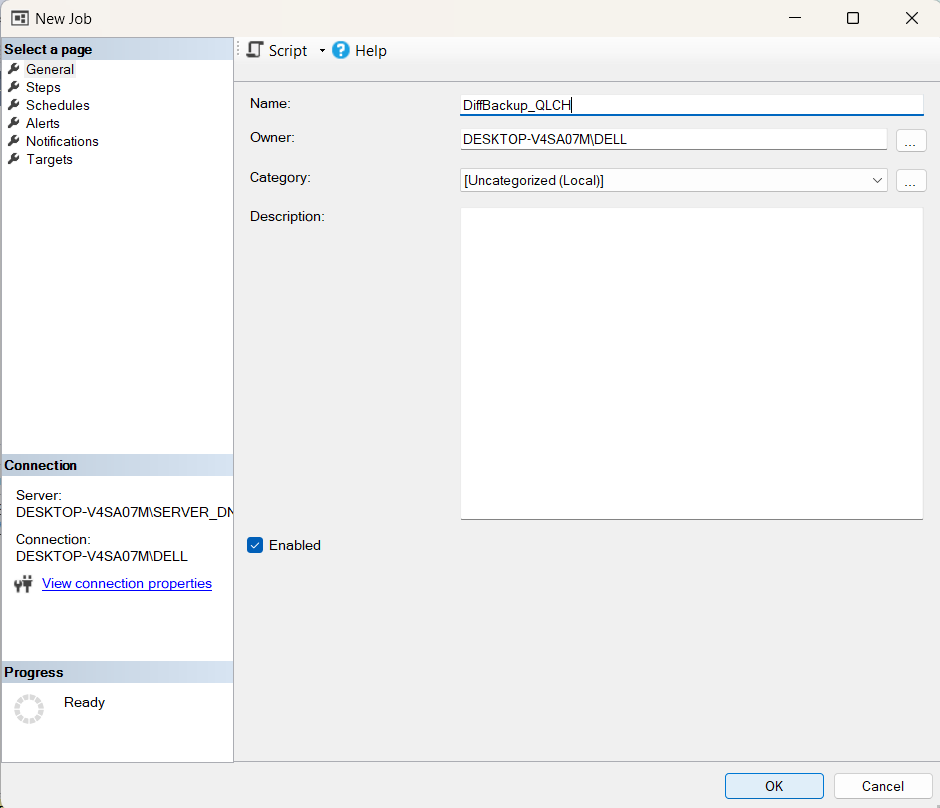 New Job
Select a page
General
Steps
Schedules
Alerts
Notifications
Targets
Script
Help
Name:
DiffBackup_QLCH
Owner:
DESKTOP-V4SA07M\DELL
...
Category:
[Uncategorized (Local)]
...
Description:
Enabled
Connection
Server:
DESKTOP-V4SA07M\SERVER_DN
Connection:
DESKTOP-V4SA07M\DELL
View connection properties
Progress
Ready
OK
Cancel